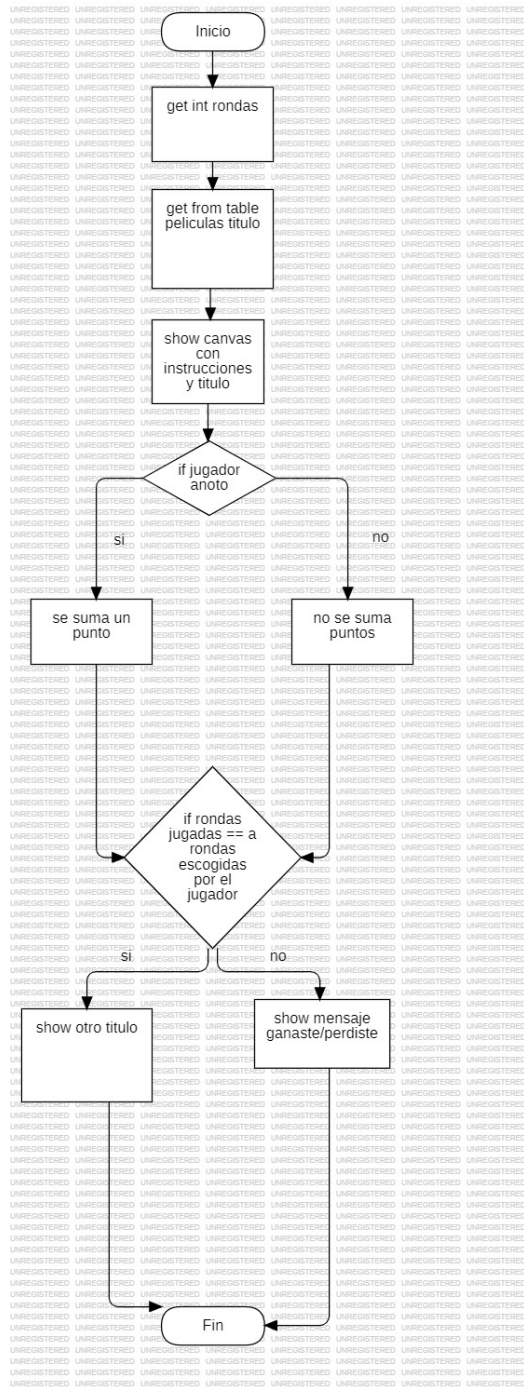 Inicio
get int rondas
get from table
peliculas titulo
show canvas
con
instrucciones
y titulo
if jugador
anoto
si
no
se suma un
punto
no se suma
puntos
if rondas
jugadas == a
rondas
escogidas
por el
jugador
si
no
show otro titulo
show mensaje
ganaste/perdiste
Fin
UNREGISTERED